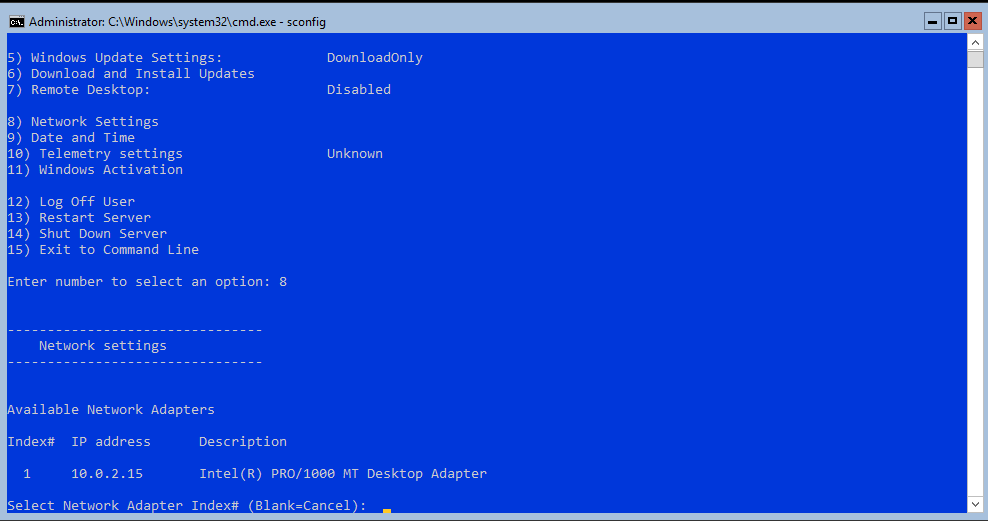 Administrator: C:\Windows\system32\cmd.exe - sconfig
5) Windows Update Settings: DownloadOnly
6) Download and Install Updates
7) Remote Desktop: Disabled
8) Network Settings
9) Date and Time
10) Telemetry settings Unknown
11) Windows Activation
12) Log Off User
13) Restart Server
14) Shut Down Server
15) Exit to Command Line
Enter number to select an option: 8
--------------------------------
Network settings
--------------------------------
Available Network Adapters
Index# IP address Description
1 10.0.2.15 Intel(R) PRO/1000 MT Desktop Adapter
Select Network Adapter Index# (Blank=Cancel):